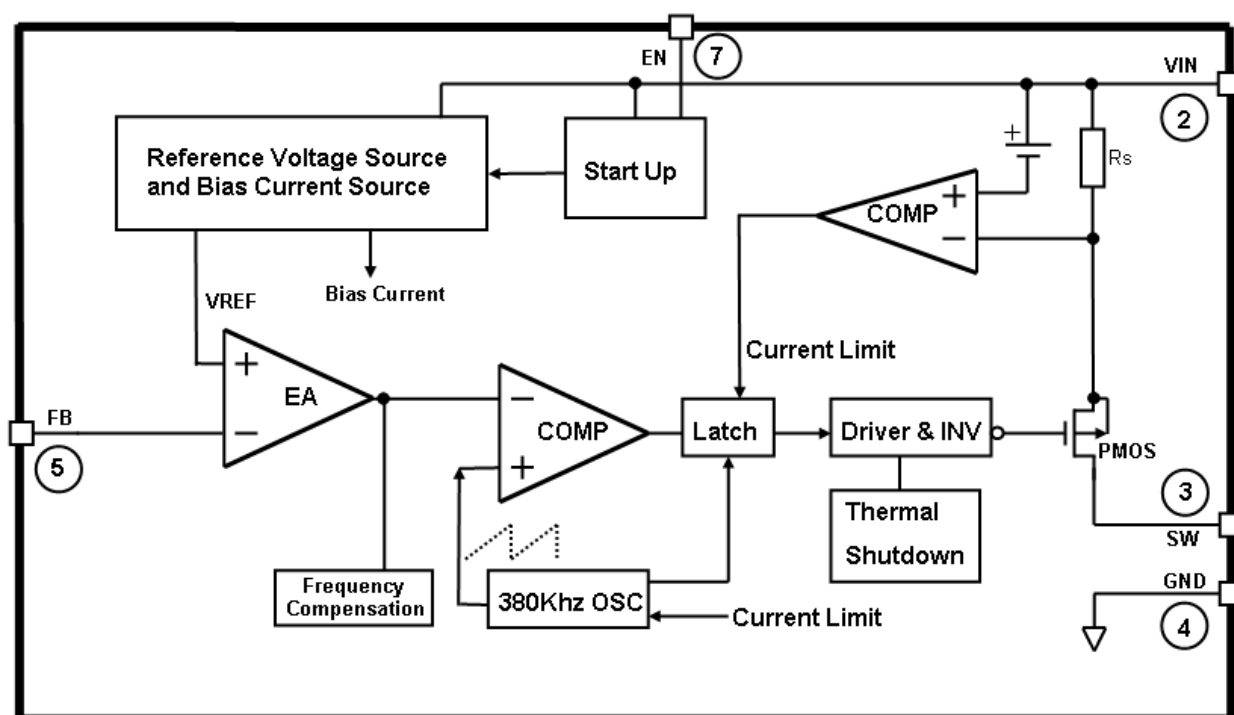 EN
7
VIN
2
Reference Voltage Source
and Bias Current Source
Start Up
+
Rs
COMP
+
−
VREF
Bias Current
Current Limit
+
EA
−
FB
5
−
COMP
+
Latch
Driver & INV
PMOS
Thermal
Shutdown
3
SW
Frequency
Compensation
380Khz OSC
Current Limit
GND
4